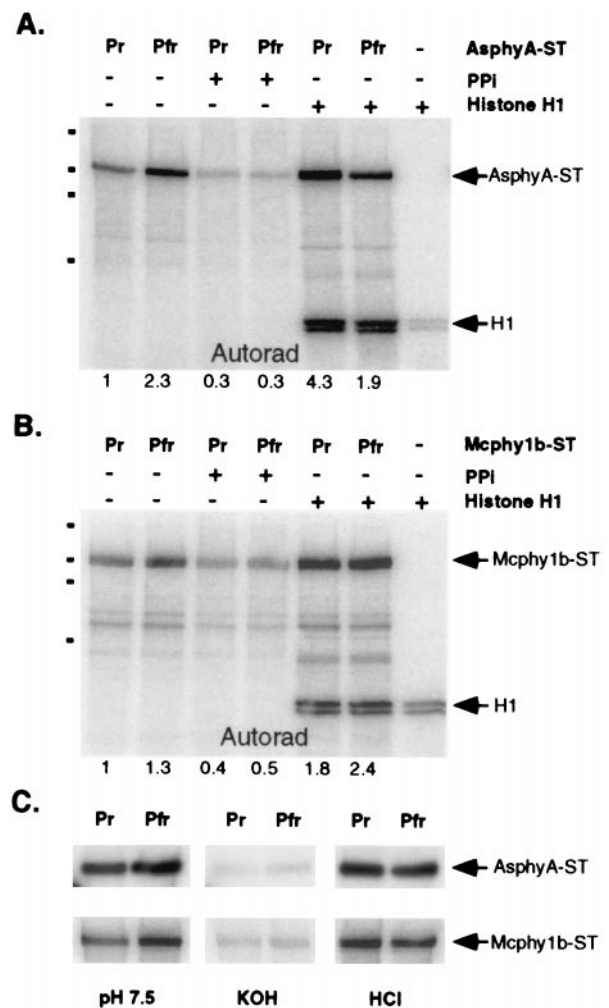 A.
Pr Pfr Pr Pfr Pr Pfr - AsphyA-ST
- - + + - - - PPi
- - - - + + + Histone H1
AsphyA-ST
H1
Autorad
1 2.3 0.3 0.3 4.3 1.9
B.
Pr Pfr Pr Pfr Pr Pfr - Mcphy1b-ST
- - + + - - - PPi
- - - - + + + Histone H1
Mcphy1b-ST
H1
Autorad
1 1.3 0.4 0.5 1.8 2.4
C.
Pr Pfr Pr Pfr Pr Pfr
AsphyA-ST
Mcphy1b-ST
pH 7.5 KOH HCl